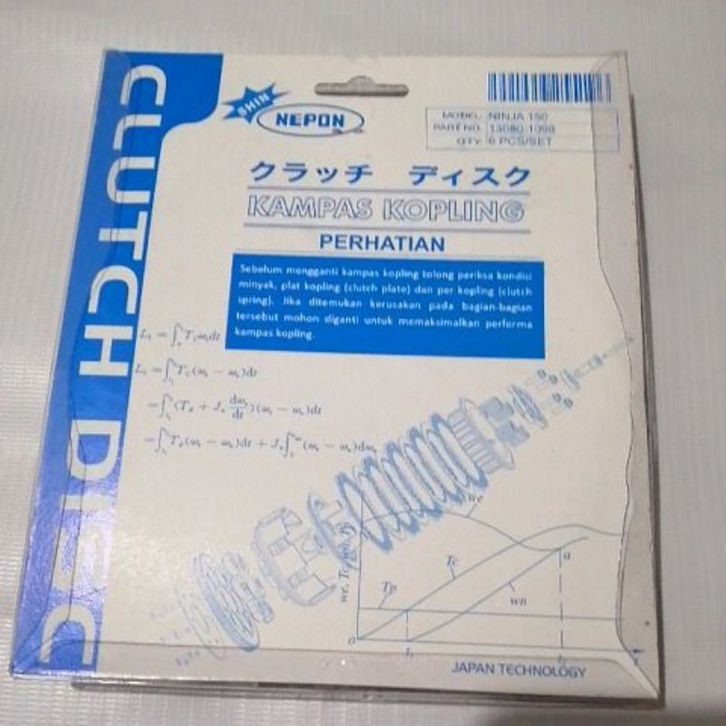 CLUTCH DISC
SHIN
NEPON
MODEL: NINJA 150
PART NO. 13080-1098
QTY: 6 PCS/SET
クラッチ ディスク
KAMPAS KOPLING
PERHATIAN
Sebelum mengganti kampas kopling tolong periksa kondisi
minyak, plat kopling (clutch plate) dan per kopling (clutch
spring). Jika ditemukan kerusakan pada bagian-bagian
tersebut mohon diganti untuk memaksimalkan performa
kampas kopling.
we
Tc
a
Tp
wn
o
t₁
JAPAN TECHNOLOGY